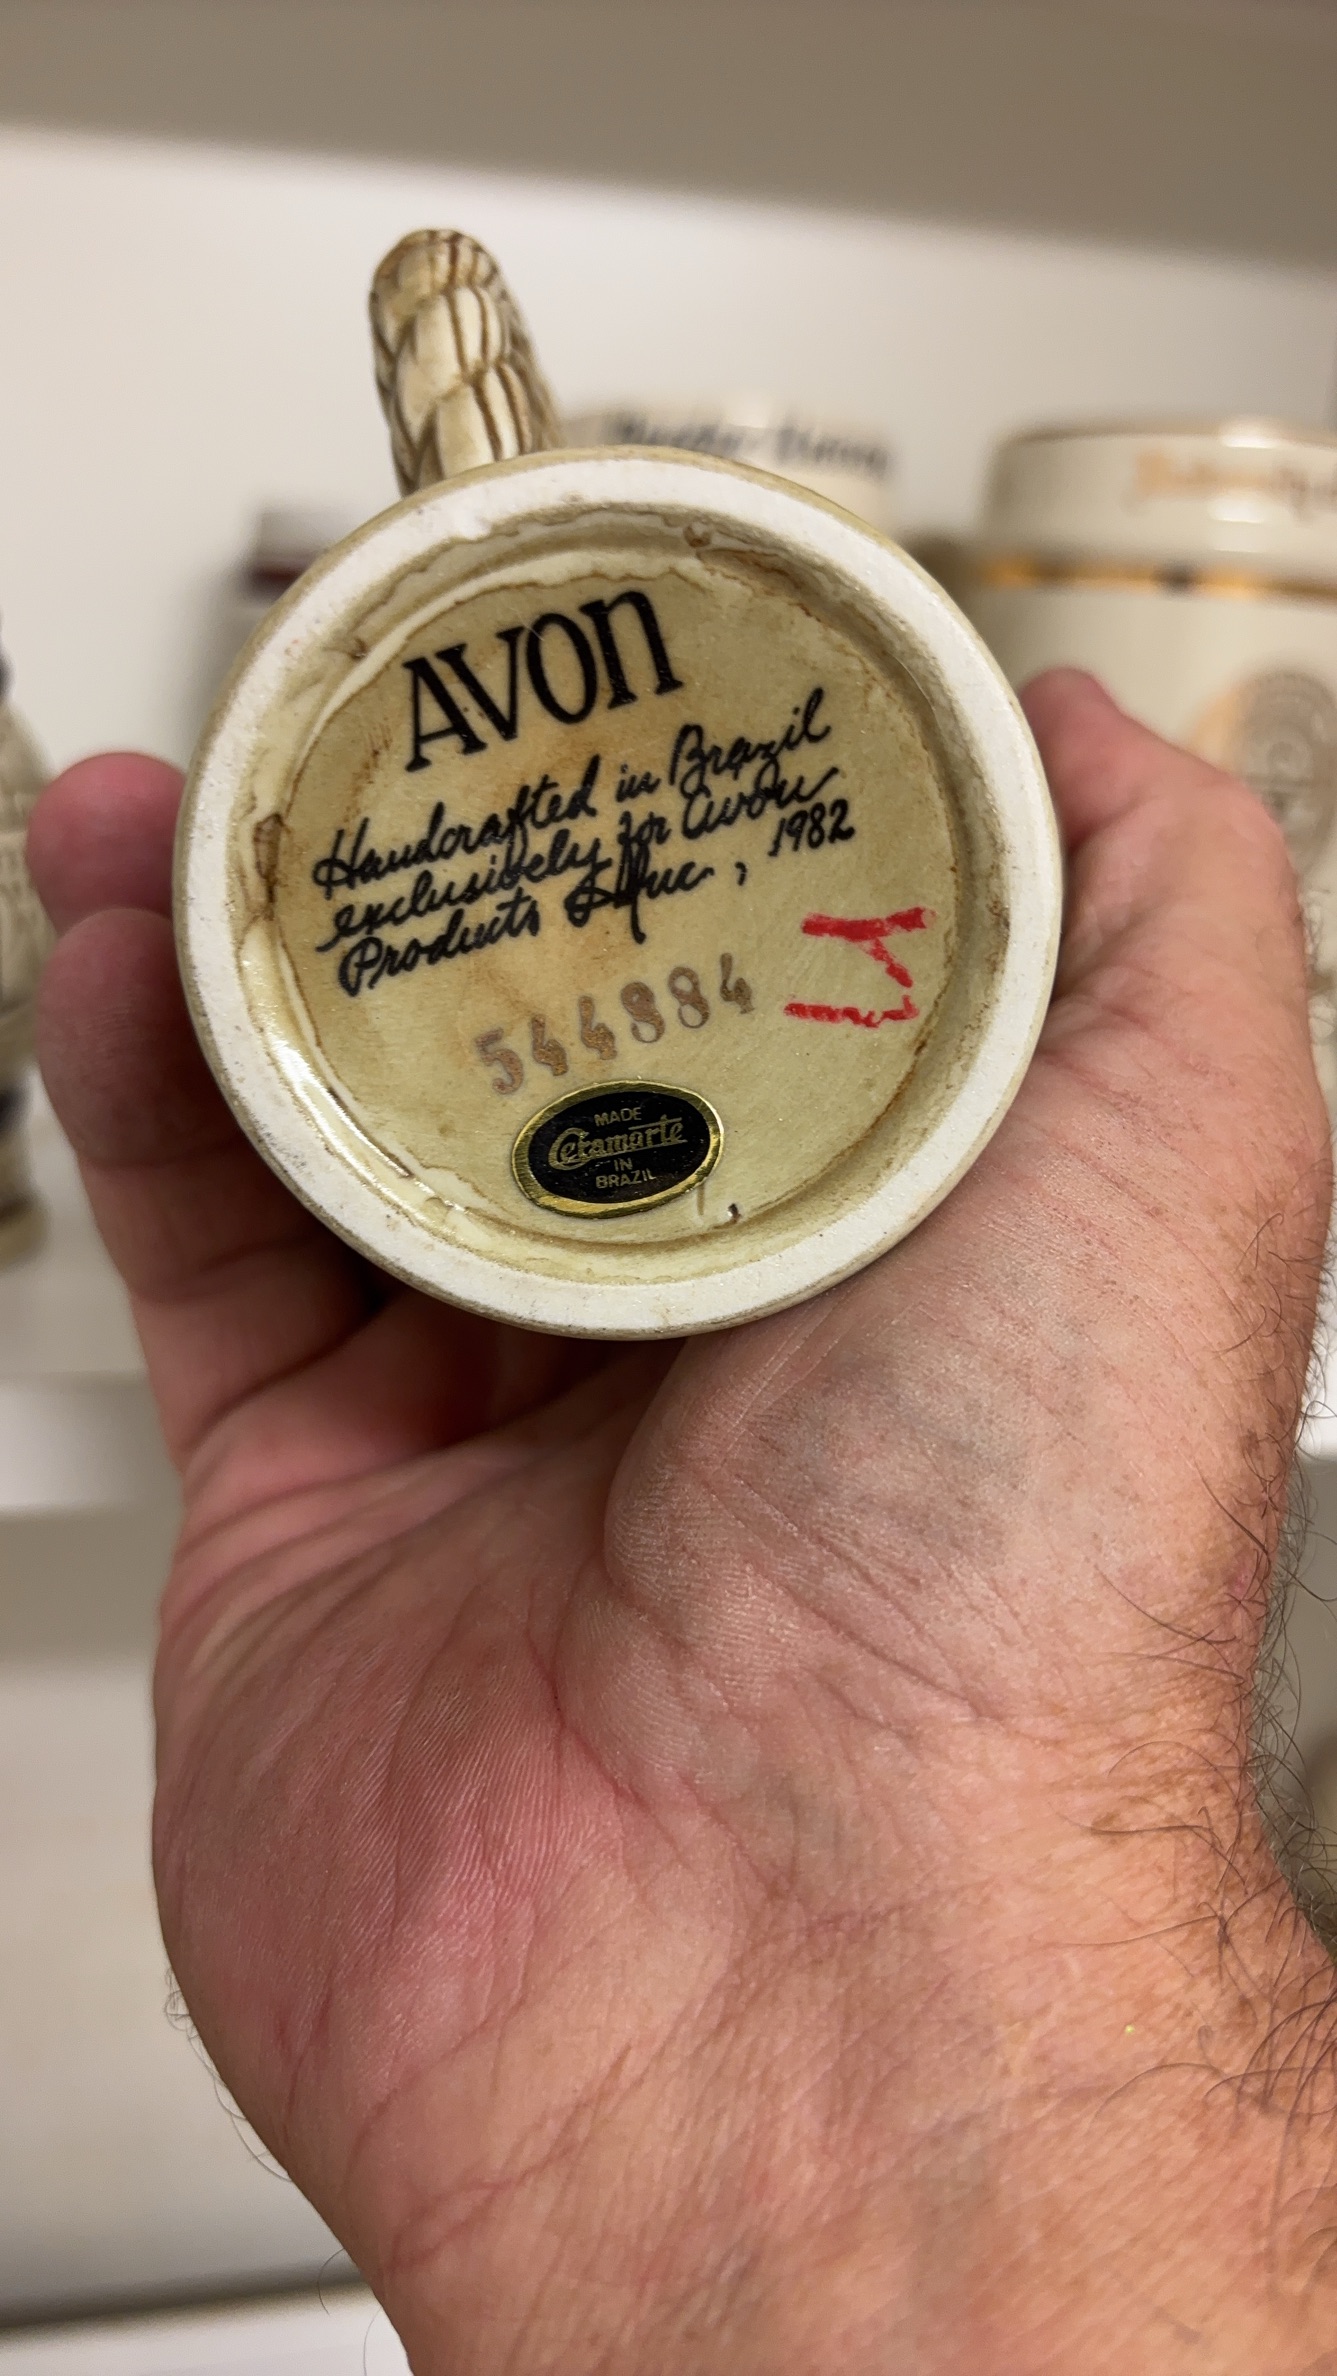 AVON
Handcrafted in Brazil
exclusively for Avon
Products Inc., 1982
544884
MADE
Ceramarte
IN
BRAZIL